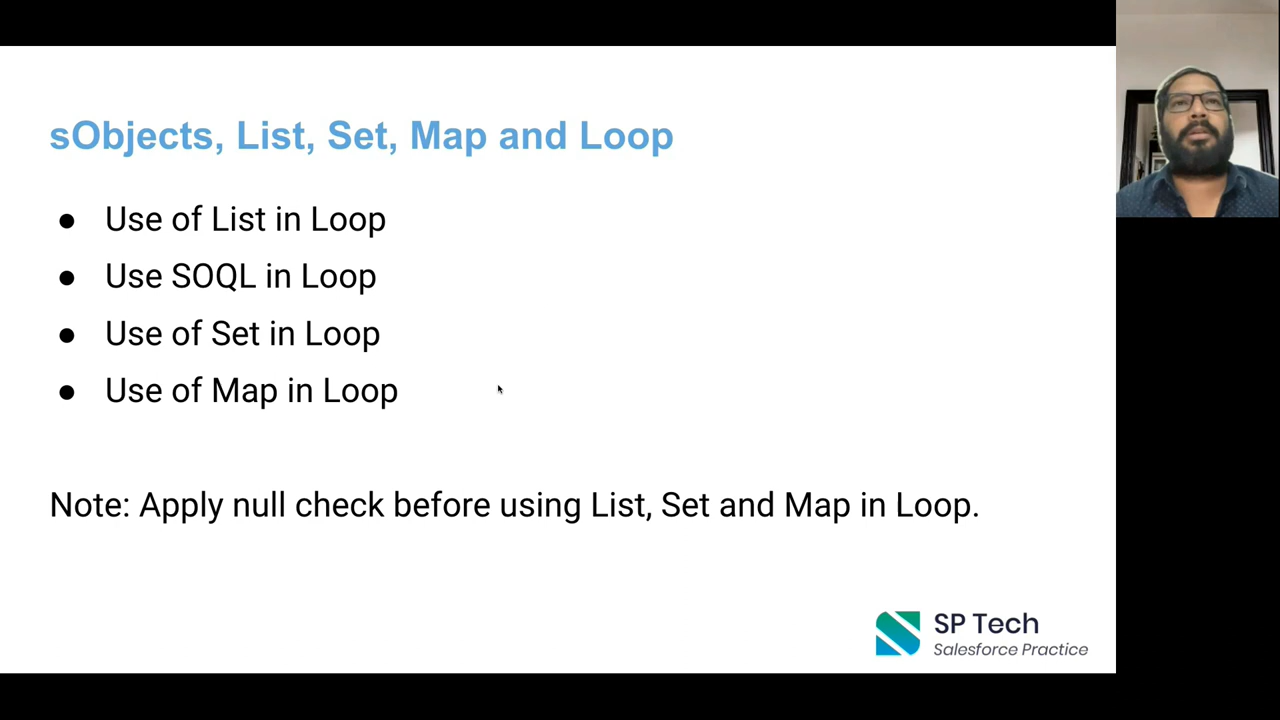 sObjects, List, Set, Map and Loop
● Use of List in Loop
● Use SOQL in Loop
● Use of Set in Loop
● Use of Map in Loop
Note: Apply null check before using List, Set and Map in Loop.
SP Tech
Salesforce Practice